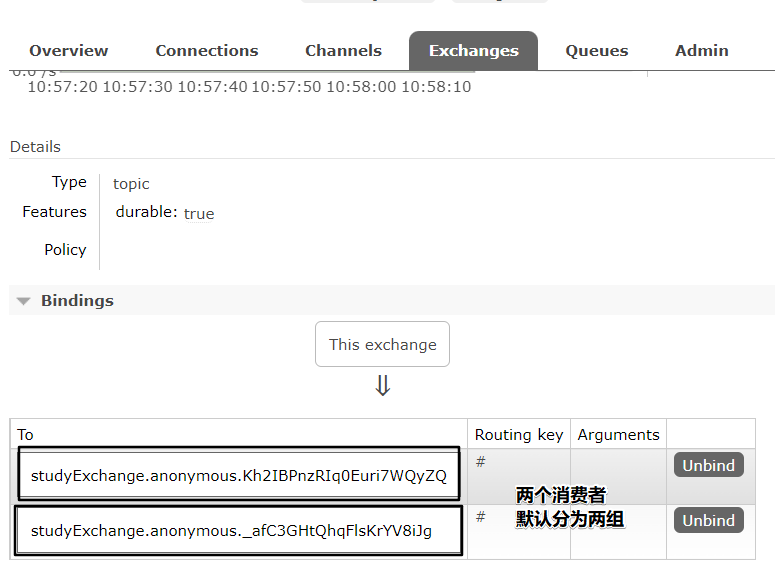 Overview Connections Channels Exchanges Queues Admin
0.0 /s
10:57:20 10:57:30 10:57:40 10:57:50 10:58:00 10:58:10
Details
Type topic
Features durable: true
Policy
Bindings
This exchange
⇓
To Routing key Arguments
studyExchange.anonymous.Kh2IBPnzRIq0Euri7WQyZQ # Unbind
两个消费者
默认分为两组
studyExchange.anonymous._afC3GHtQhqFlsKrYV8iJg # Unbind